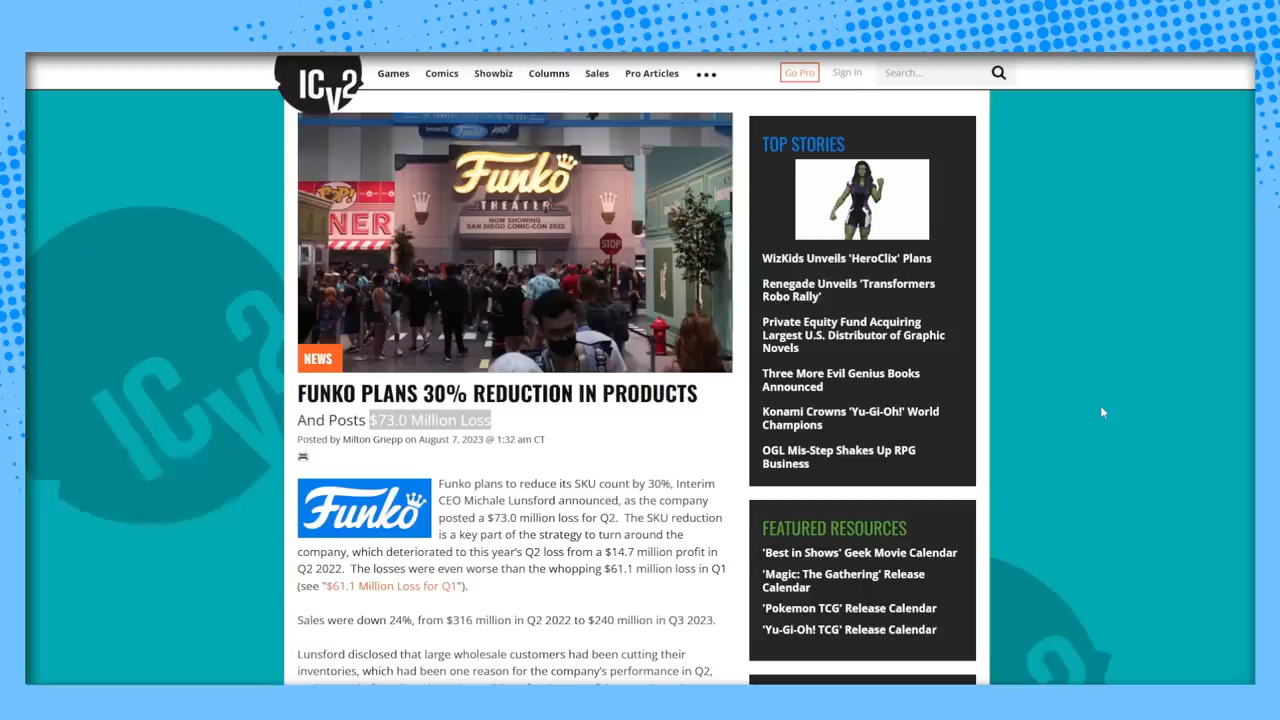 ICv2
Games
Comics
Showbiz
Columns
Sales
Pro Articles
Go Pro
Sign In
Search...
Funko
THEATER
NOW SHOWING
SAN DIEGO COMIC-CON 2022
POP!
NER
STOP
NEWS
FUNKO PLANS 30% REDUCTION IN PRODUCTS
And Posts $73.0 Million Loss
Posted by Milton Griepp on August 7, 2023 @ 1:32 am CT
Funko
Funko plans to reduce its SKU count by 30%, Interim
CEO Michale Lunsford announced, as the company
posted a $73.0 million loss for Q2. The SKU reduction
is a key part of the strategy to turn around the
company, which deteriorated to this year's Q2 loss from a $14.7 million profit in
Q2 2022. The losses were even worse than the whopping $61.1 million loss in Q1
(see "$61.1 Million Loss for Q1").
Sales were down 24%, from $316 million in Q2 2022 to $240 million in Q3 2023.
Lunsford disclosed that large wholesale customers had been cutting their
inventories, which had been one reason for the company's performance in Q2,
TOP STORIES
WizKids Unveils 'HeroClix' Plans
Renegade Unveils 'Transformers
Robo Rally'
Private Equity Fund Acquiring
Largest U.S. Distributor of Graphic
Novels
Three More Evil Genius Books
Announced
Konami Crowns 'Yu-Gi-Oh!' World
Champions
OGL Mis-Step Shakes Up RPG
Business
FEATURED RESOURCES
'Best in Shows' Geek Movie Calendar
'Magic: The Gathering' Release
Calendar
'Pokemon TCG' Release Calendar
'Yu-Gi-Oh! TCG' Release Calendar
ICv2